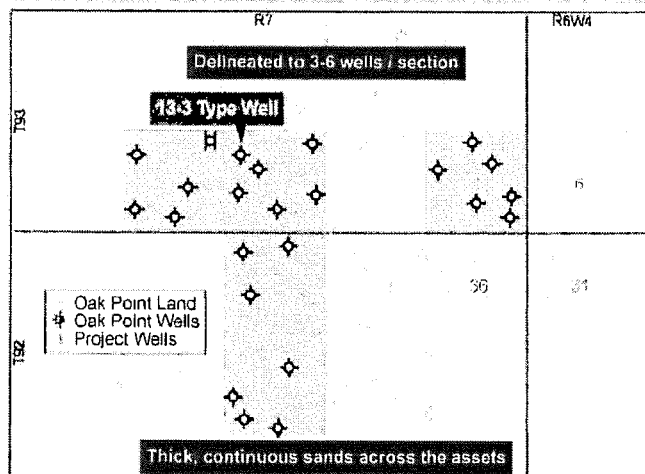 R7
R6W4
Delineated to 3-6 wells / section
T93
13-3 Type Well
6
36
31
Oak Point Land
Oak Point Wells
Project Wells
T92
Thick, continuous sands across the assets